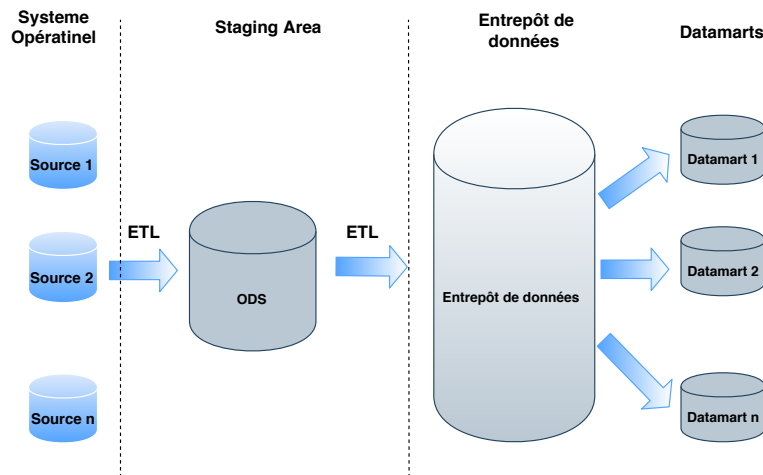 Systeme
Opératinel
Staging Area
Entrepôt de
données
Datamarts
Source 1
Source 2
Source n
ETL
ODS
ETL
Entrepôt de données
Datamart 1
Datamart 2
Datamart n